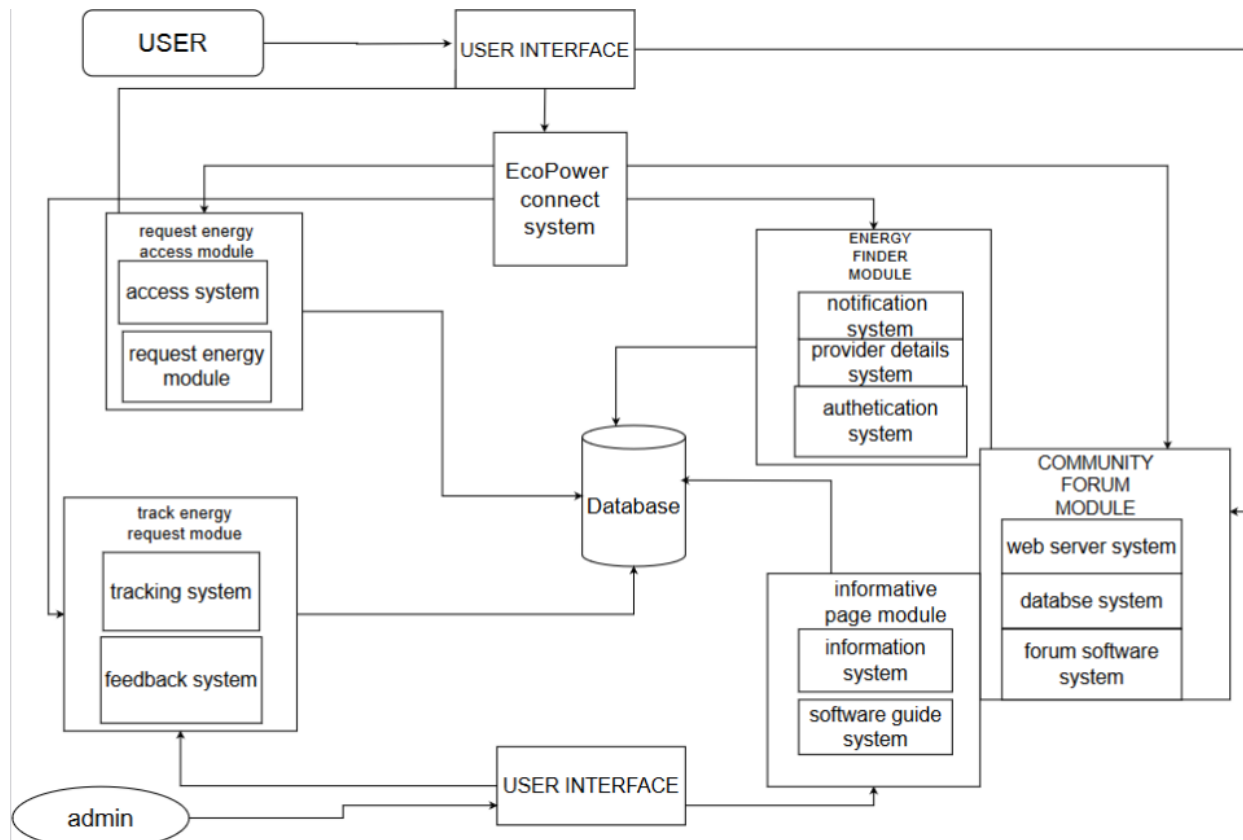 USER
USER INTERFACE
EcoPower
connect
system
request energy
access module
access system
request energy
module
ENERGY
FINDER
MODULE
notification
system
provider details
system
authetication
system
Database
COMMUNITY
FORUM
MODULE
web server system
databse system
forum software
system
track energy
request modue
tracking system
feedback system
informative
page module
information
system
software guide
system
USER INTERFACE
admin